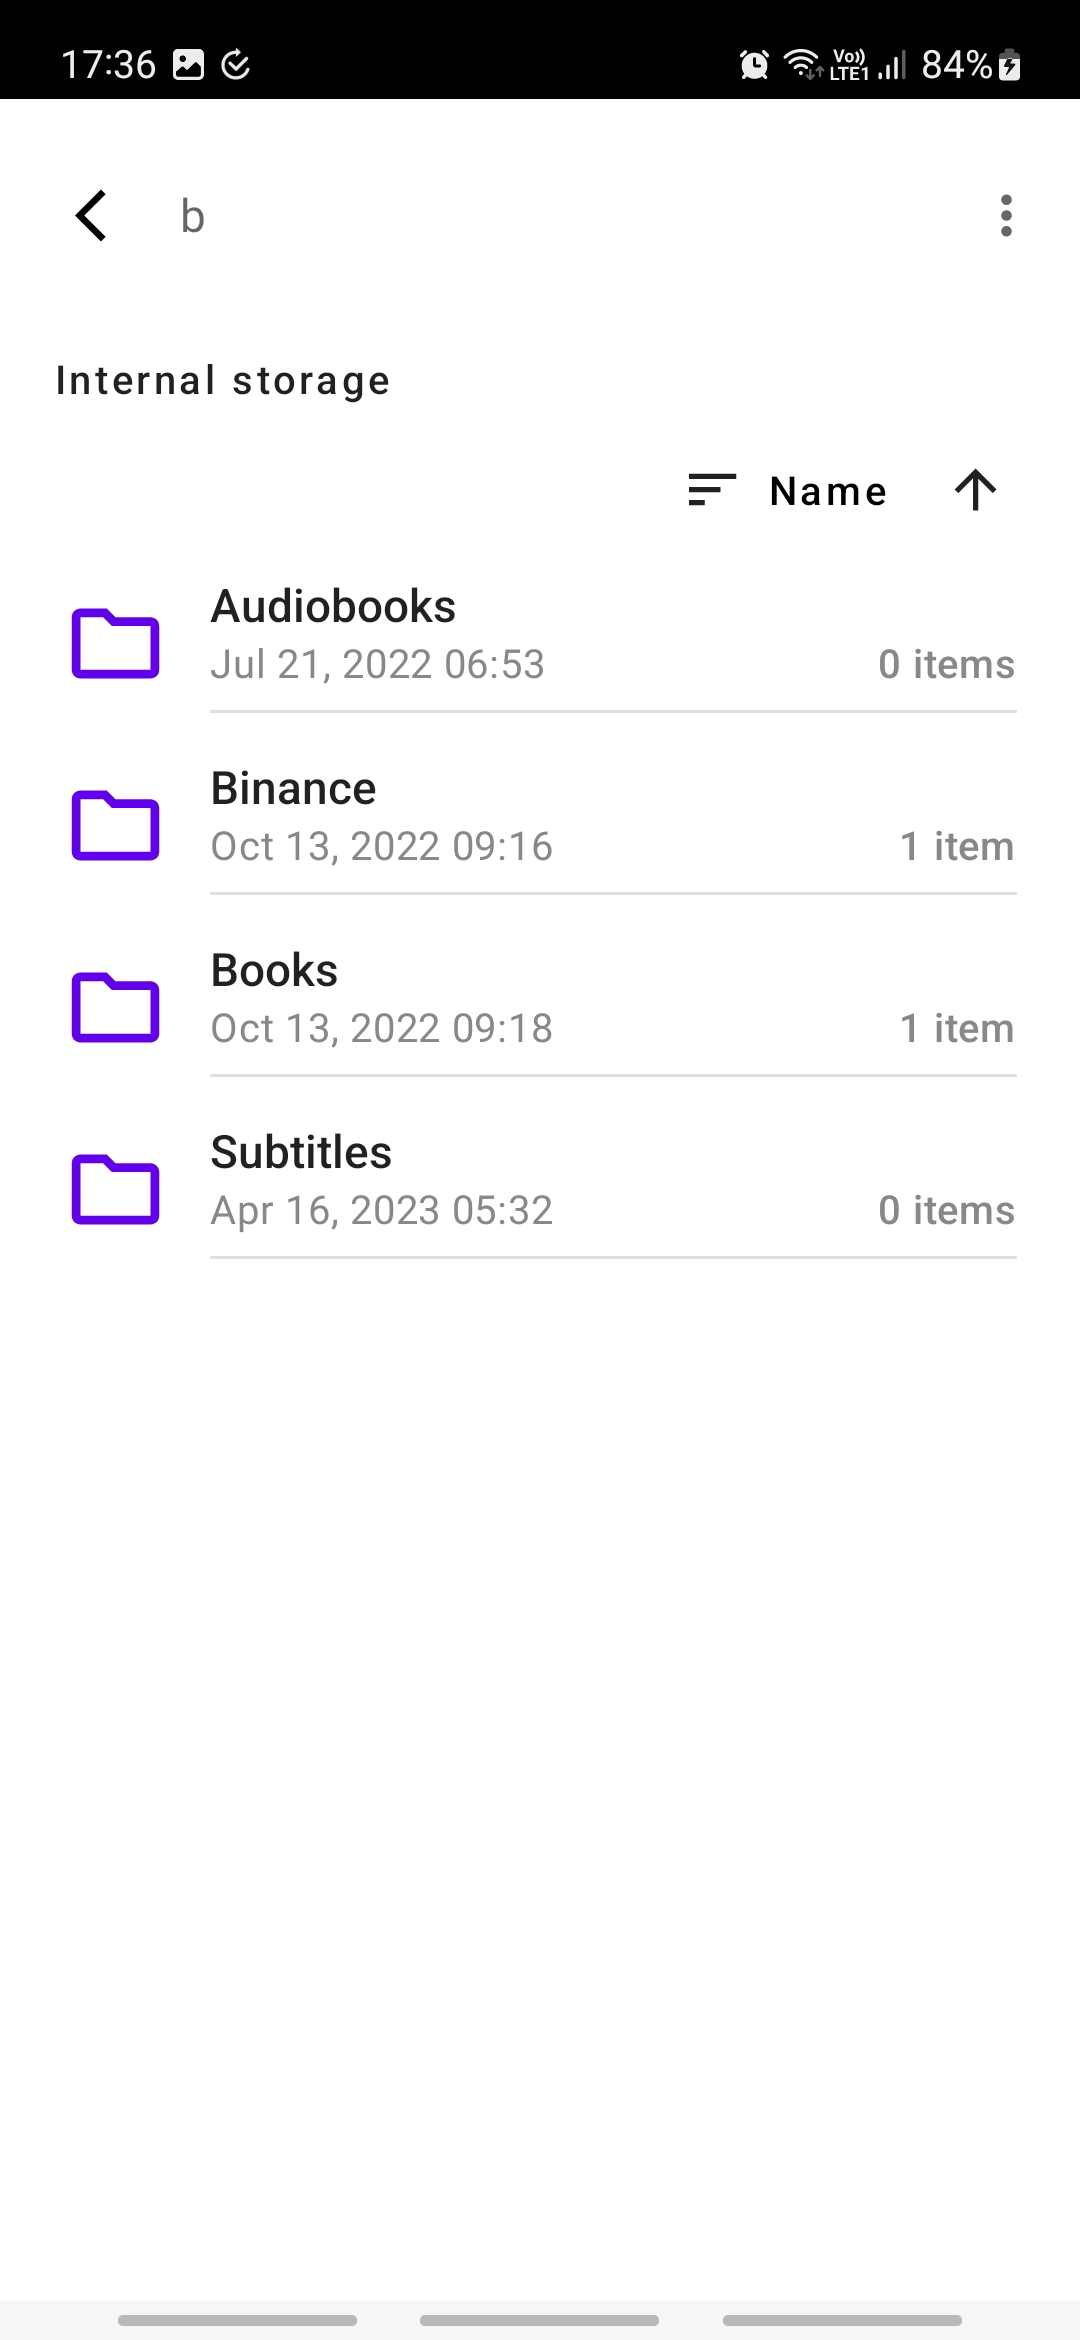 17:36 Vo)) LTE1 84%
b
Internal storage
Name
Audiobooks
Jul 21, 2022 06:53 0 items
Binance
Oct 13, 2022 09:16 1 item
Books
Oct 13, 2022 09:18 1 item
Subtitles
Apr 16, 2023 05:32 0 items